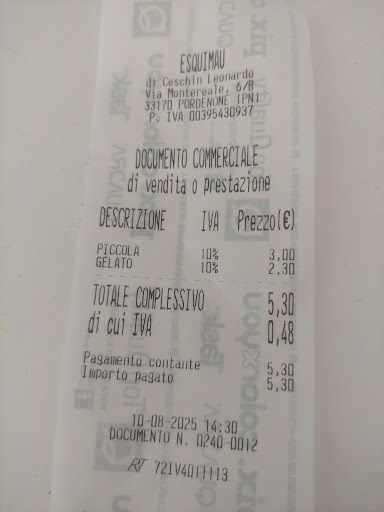 ESQUIMAU
di Ceschin Leonardo
Via Montereale, 6/B
33170 PORDENONE (PN)
P. IVA 00395430937
DOCUMENTO COMMERCIALE
di vendita o prestazione
DESCRIZIONE IVA Prezzo(€)
PICCOLA 10% 3,00
GELATO 10% 2,30
TOTALE COMPLESSIVO 5,30
di cui IVA 0,48
Pagamento contante 5,30
Importo pagato 5,30
10-08-2025 14:30
DOCUMENTO N. 0240-0012
RT 72IV4011113